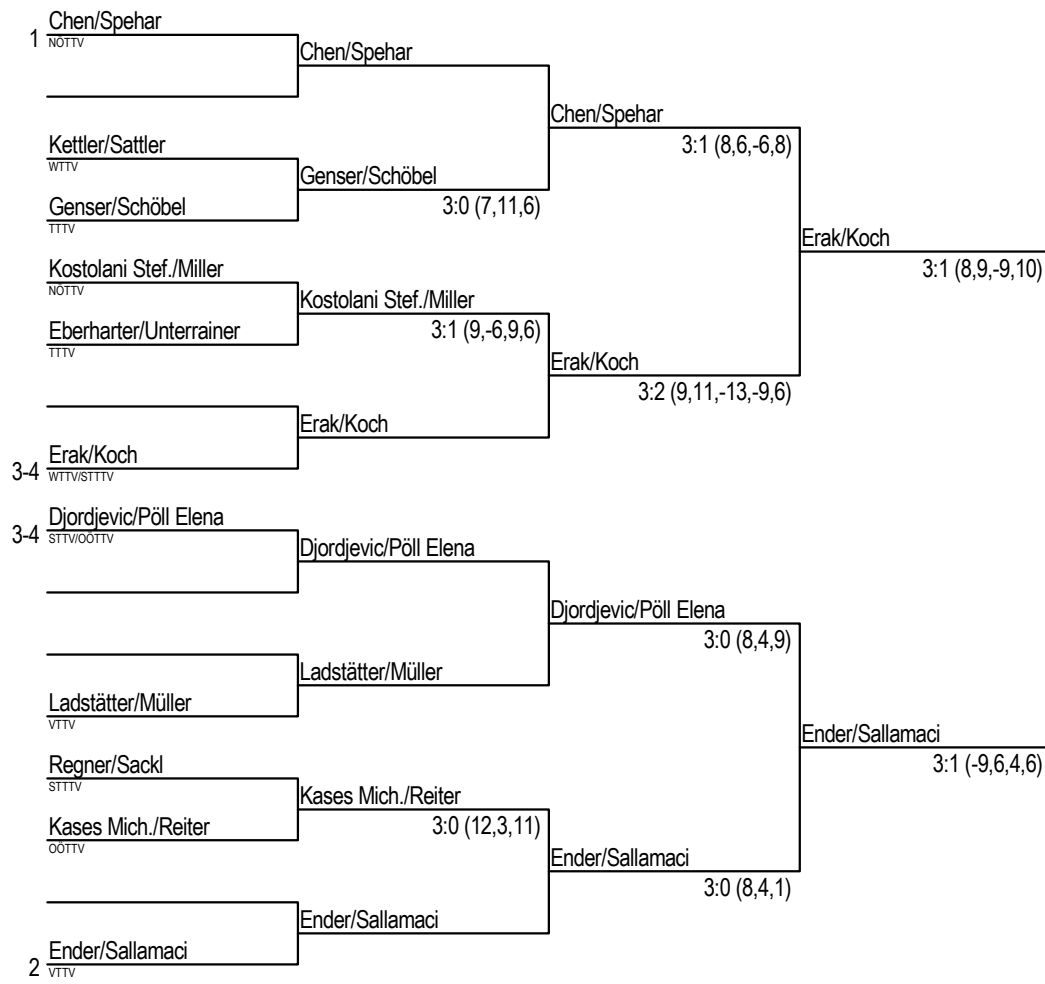 Chen/Spehar
1
NÖTTV
Chen/Spehar
Chen/Spehar
3:1 (8,6,-6,8)
Kettler/Sattler
WTTV
Genser/Schöbel
3:0 (7,11,6)
Genser/Schöbel
TTTV
Erak/Koch
3:1 (8,9,-9,10)
Kostolani Stef./Miller
NÖTTV
Kostolani Stef./Miller
3:1 (9,-6,9,6)
Eberharter/Unterrainer
TTTV
Erak/Koch
3:2 (9,11,-13,-9,6)
Erak/Koch
Erak/Koch
3-4
WTTV/STTTV
Djordjevic/Pöll Elena
3-4
STTV/OÖTTV
Djordjevic/Pöll Elena
Djordjevic/Pöll Elena
3:0 (8,4,9)
Ladstätter/Müller
Ladstätter/Müller
VTTV
Ender/Sallamaci
3:1 (-9,6,4,6)
Regner/Sackl
STTTV
Kases Mich./Reiter
3:0 (12,3,11)
Kases Mich./Reiter
OÖTTV
Ender/Sallamaci
3:0 (8,4,1)
Ender/Sallamaci
Ender/Sallamaci
2
VTTV